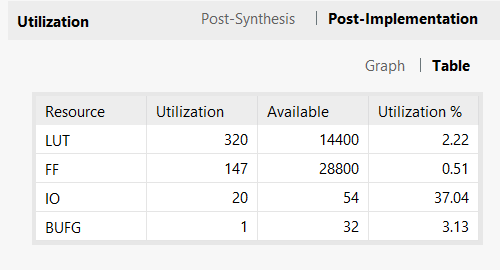 Utilization Post-Synthesis | Post-Implementation
Graph | Table
Resource Utilization Available Utilization %
LUT 320 14400 2.22
FF 147 28800 0.51
IO 20 54 37.04
BUFG 1 32 3.13